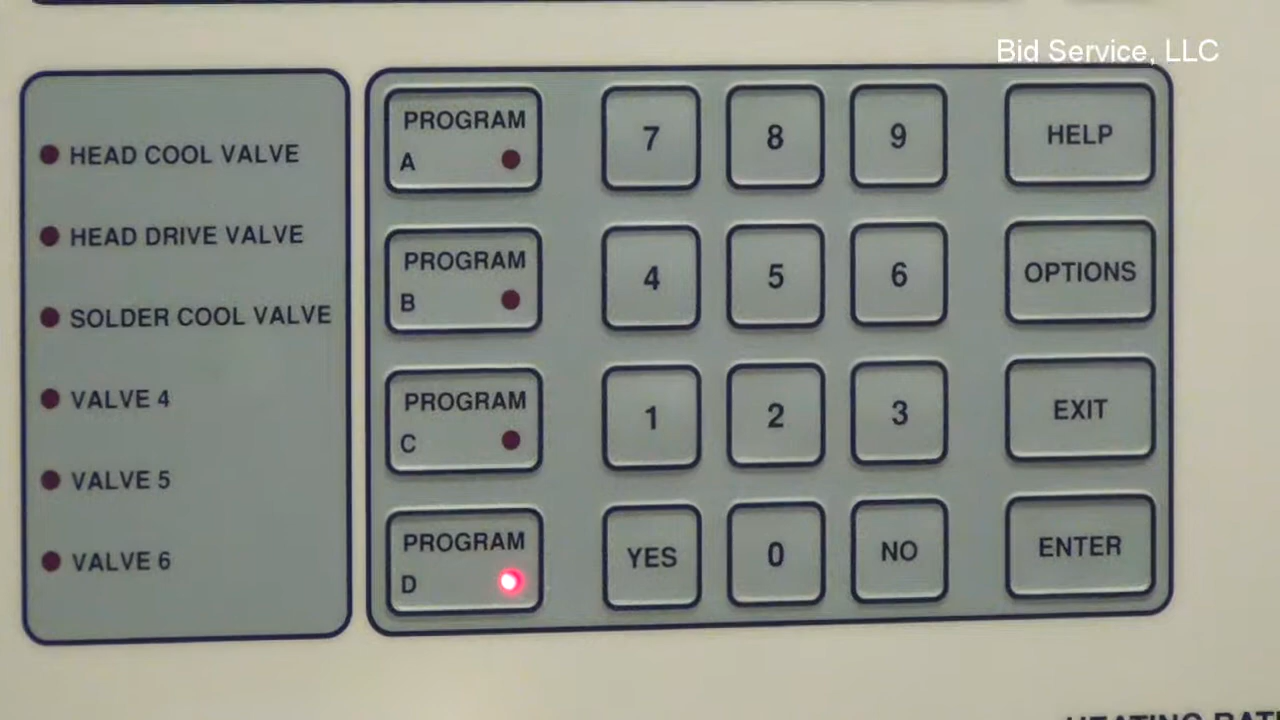 Bid Service, LLC
HEAD COOL VALVE
HEAD DRIVE VALVE
SOLDER COOL VALVE
VALVE 4
VALVE 5
VALVE 6
PROGRAM
A
7
8
9
HELP
PROGRAM
B
4
5
6
OPTIONS
PROGRAM
C
1
2
3
EXIT
PROGRAM
D
YES
0
NO
ENTER
HEATING